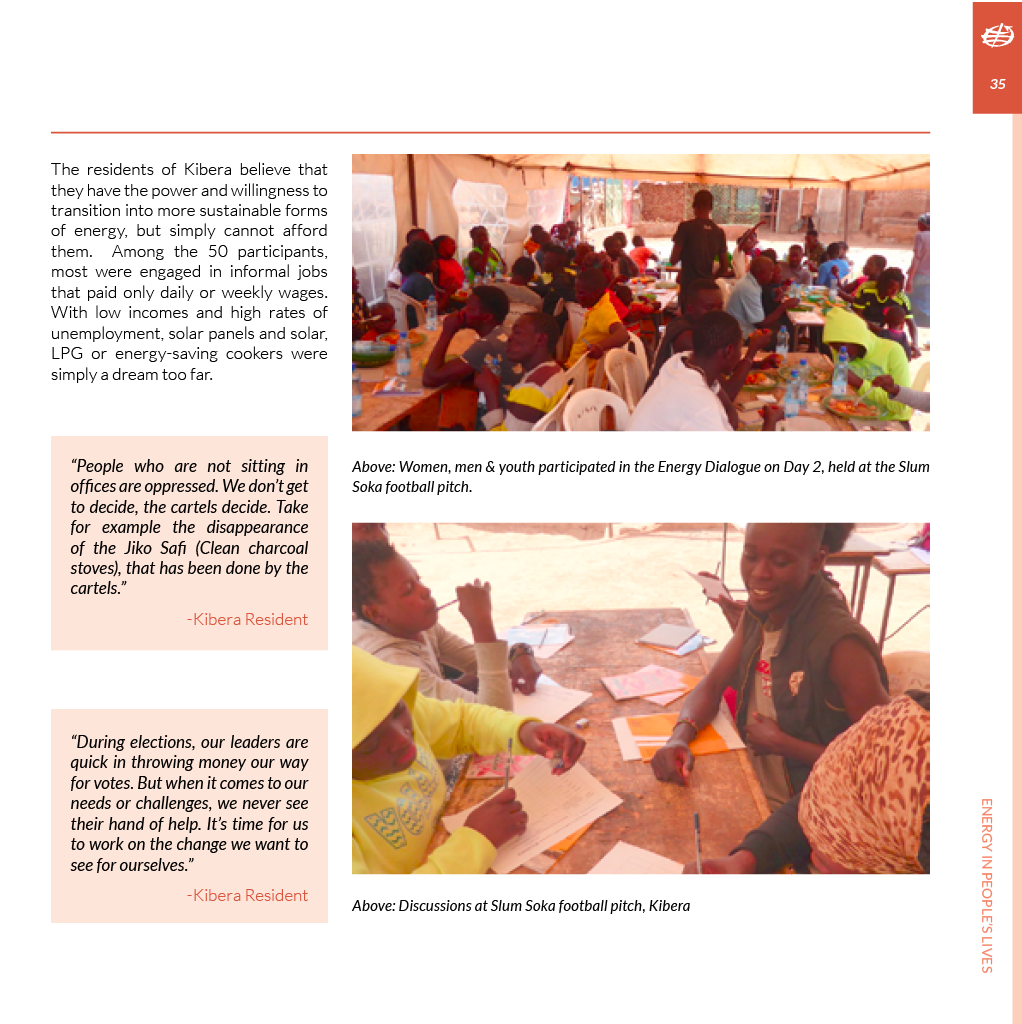 35
The residents of Kibera believe that
they have the power and willingness to
transition into more sustainable forms
of energy, but simply cannot afford
them.  Among the 50 participants,
most were engaged in informal jobs
that paid only daily or weekly wages.
With low incomes and high rates of
unemployment, solar panels and solar,
LPG or energy-saving cookers were
simply a dream too far.
“People who are not sitting in
offices are oppressed. We don’t get
to decide, the cartels decide. Take
for example the disappearance
of the Jiko Safi (Clean charcoal
stoves), that has been done by the
cartels.”
-Kibera Resident
“During elections, our leaders are
quick in throwing money our way
for votes. But when it comes to our
needs or challenges, we never see
their hand of help. It’s time for us
to work on the change we want to
see for ourselves.”
-Kibera Resident
Above: Women, men & youth participated in the Energy Dialogue on Day 2, held at the Slum
Soka football pitch.
Above: Discussions at Slum Soka football pitch, Kibera
ENERGY IN PEOPLE’S LIVES